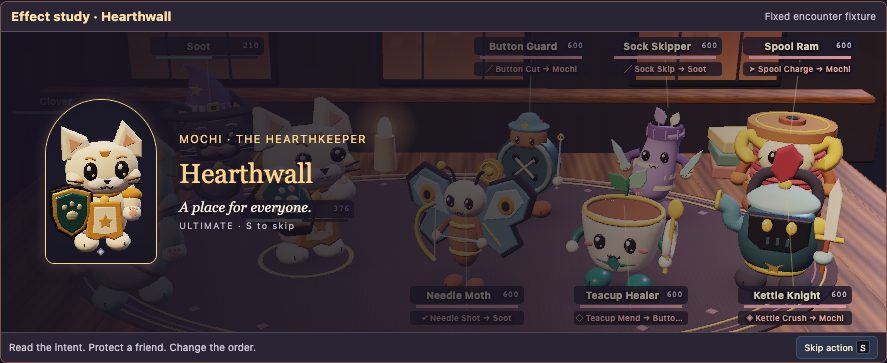 Effect study · Hearthwall
Fixed encounter fixture
Soot 210
Button Guard 600
Button Cut → Mochi
Sock Skipper 600
Sock Skip → Soot
Spool Ram 600
Spool Charge → Mochi
Clover
MOCHI · THE HEARTHKEEPER
Hearthwall
A place for everyone.
376
ULTIMATE · S to skip
Needle Moth 600
Needle Shot → Soot
Teacup Healer 600
Teacup Mend → Butto...
Kettle Knight 600
Kettle Crush → Mochi
Read the intent. Protect a friend. Change the order.
Skip action S